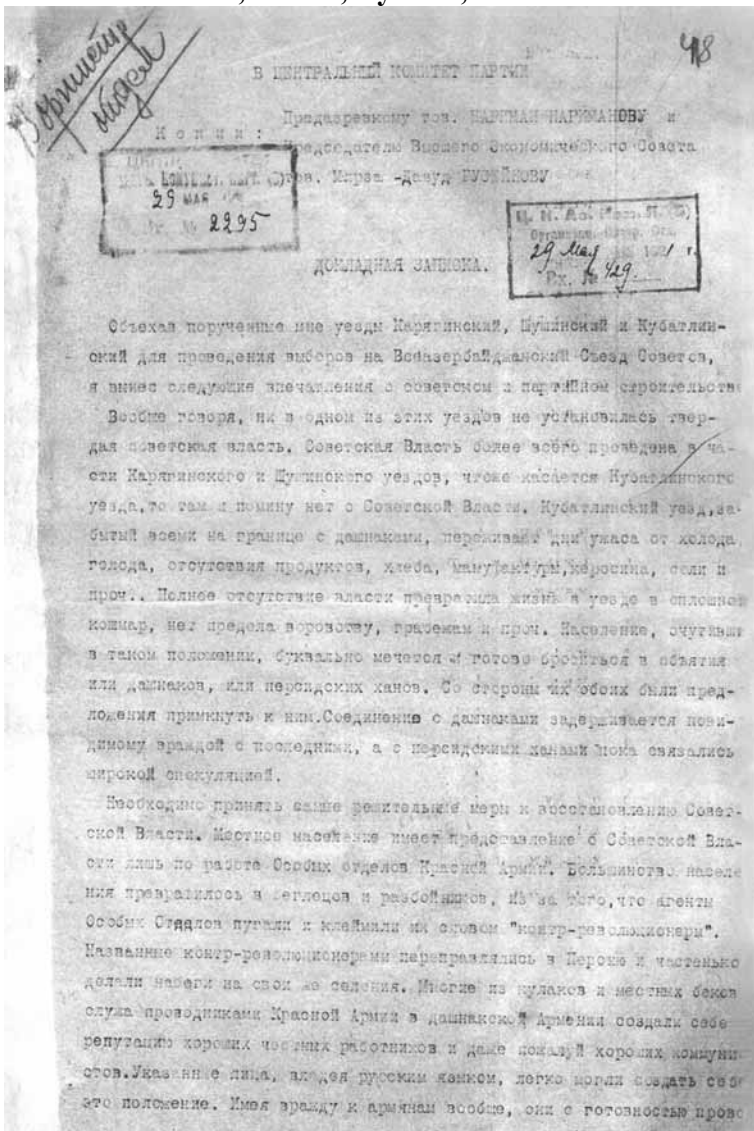 48
В ЦЕНТРАЛЬНЫЙ КОМИТЕТ ПАРТИИ
Копии:
Предазревкому тов. НАРИМАН НАРИМАНОВУ и
Председателю Высшего Экономического Совета
тов. Мирза-Давуд ГУСЕЙНОВУ
29 МАЯ
№ 2295
29 Мая 1921 г.
Вх. № 429.
ДОКЛАДНАЯ ЗАПИСКА.
Объехав порученные мне уезды Карягинский, Шушинский и Кубатлин-
ский для проведения выборов на Всеазербайджанский Съезд Советов,
я вынес следующие впечатления о советском и партийном строительств
Вообще говоря, ни в одном из этих уездов не установилась твер-
дая советская власть. Советская Власть более всего проведена в ча-
сти Карягинского и Шушинского уездов, чтоже касается Кубатлинского
уезда, то там и помину нет о Советской Власти. Кубатлинский уезд, за-
бытый всеми на границе с дашнаками, переживает дни ужаса от холода,
голода, отсутствия продуктов, хлеба, мануфактуры, керосина, соли и
проч.. Полное отсутствие власти превратила жизнь в уезде в сплошной
кошмар, нет предела воровству, грабежам и проч. Население, очутивши
в таком положении, буквально мечется и готово броситься в объятия
или дашнаков, или персидских ханов. Со стороны их обоих были пред-
ложения примкнуть к ним. Соединение с дашнаками задерживается пови-
димому враждой с последними, а с персидскими ханами пока связались
широкой спекуляцией.
Необходимо принять самые решительные меры к восстановлению Совет-
ской Власти. Местное население имеет представление о Советской Вла-
сти лишь по работе Особых отделов Красной Армии. Большинство населе
ния превратилось в беглецов и разбойников, из за того, что агенты
Особых Отделов пугали и клеймили их словом "контр-революционеры".
Названные контр-революционерами переправлялись в Персию и частенько
делали набеги на свои же селения. Многие из кулаков и местных беков
служа проводниками Красной Армии в дашнакской Армении создали себе
репутацию хороших честных работников и даже пожалуй хороших коммуни
стов. Указанные лица, владея русским языком, легко могли создать себе
это положение. Имея вражду к армянам вообще, они с готовностью прово